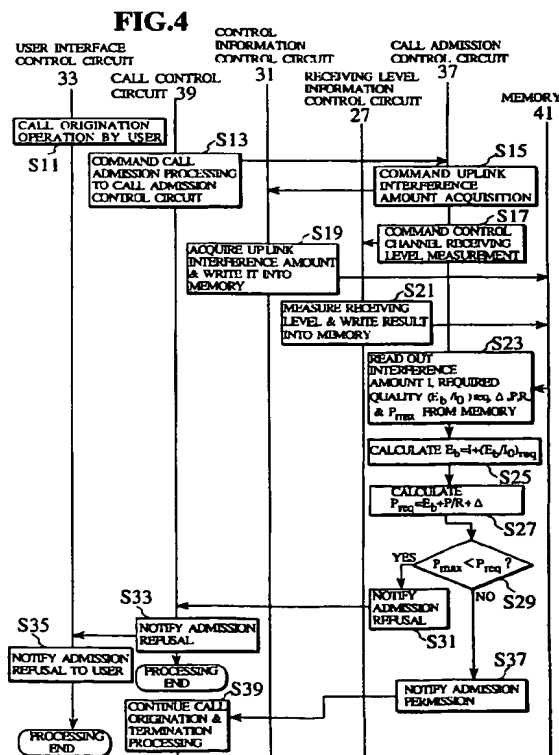 FIG.4
USER INTERFACE
CONTROL CIRCUIT
33
CALL CONTROL
CIRCUIT 39
CONTROL
INFORMATION
CONTROL CIRCUIT
31
RECEIVING LEVEL
INFORMATION
CONTROL CIRCUIT
27
CALL ADMISSION
CONTROL CIRCUIT
37
MEMORY
41
CALL ORIGINATION
OPERATION BY USER
S11
S13
COMMAND CALL
ADMISSION PROCESSING
TO CALL ADMISSION
CONTROL CIRCUIT
S15
COMMAND UPLINK
INTERFERENCE
AMOUNT ACQUISITION
S17
COMMAND CONTROL
CHANNEL RECEIVING
LEVEL MEASUREMENT
S19
ACQUIRE UPLINK
INTERFERENCE AMOUNT
& WRITE IT INTO
MEMORY
S21
MEASURE RECEIVING
LEVEL & WRITE RESULT
INTO MEMORY
S23
READ OUT
INTERFERENCE
AMOUNT I, REQUIRED
QUALITY (Eb/I0)req, Δ,P,R,
& Pmax FROM MEMORY
CALCULATE Eb=I+(Eb/I0)req
S25
CALCULATE
Preq=Eb+P/R+Δ
S27
Pmax<Preq ?
S29
YES
NO
NOTIFY
ADMISSION
REFUSAL
S31
S33
NOTIFY ADMISSION
REFUSAL
S35
NOTIFY ADMISSION
REFUSAL TO USER
PROCESSING
END
S37
NOTIFY ADMISSION
PERMISSION
S39
CONTINUE CALL
ORIGINATION &
TERMINATION
PROCESSING
PROCESSING
END